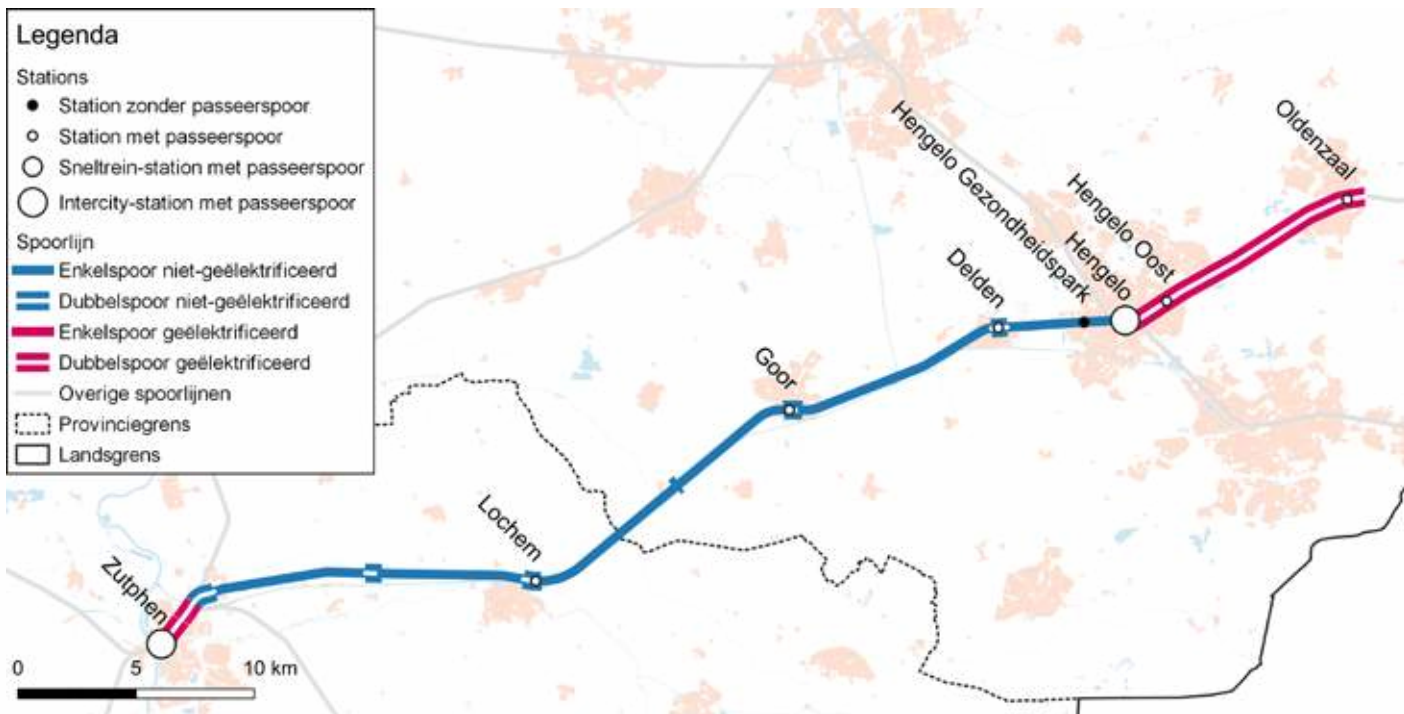 Legenda
Stations
Station zonder passeerspoor
Station met passeerspoor
Sneltrein-station met passeerspoor
Intercity-station met passeerspoor
Spoorlijn
Enkelspoor niet-geëlektrificeerd
Dubbelspoor niet-geëlektrificeerd
Enkelspoor geëlektrificeerd
Dubbelspoor geëlektrificeerd
Overige spoorlijnen
Provinciegrens
Landsgrens
Zutphen
Lochem
Goor
Delden
Hengelo Gezondheidspark
Hengelo
Hengelo Oost
Oldenzaal
0 5 10 km